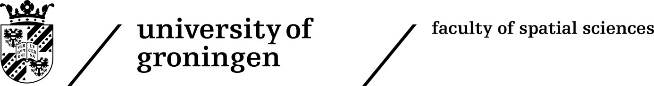 university of
groningen
faculty of spatial sciences